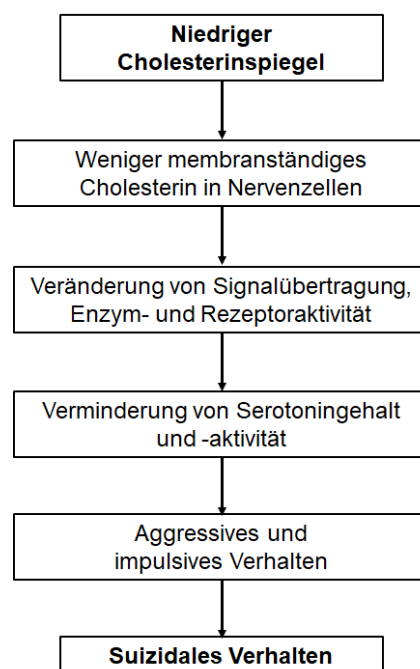 Niedriger
Cholesterinspiegel
Weniger membranständiges
Cholesterin in Nervenzellen
Veränderung von Signalübertragung,
Enzym- und Rezeptoraktivität
Verminderung von Serotoningehalt
und -aktivität
Aggressives und
impulsives Verhalten
Suizidales Verhalten